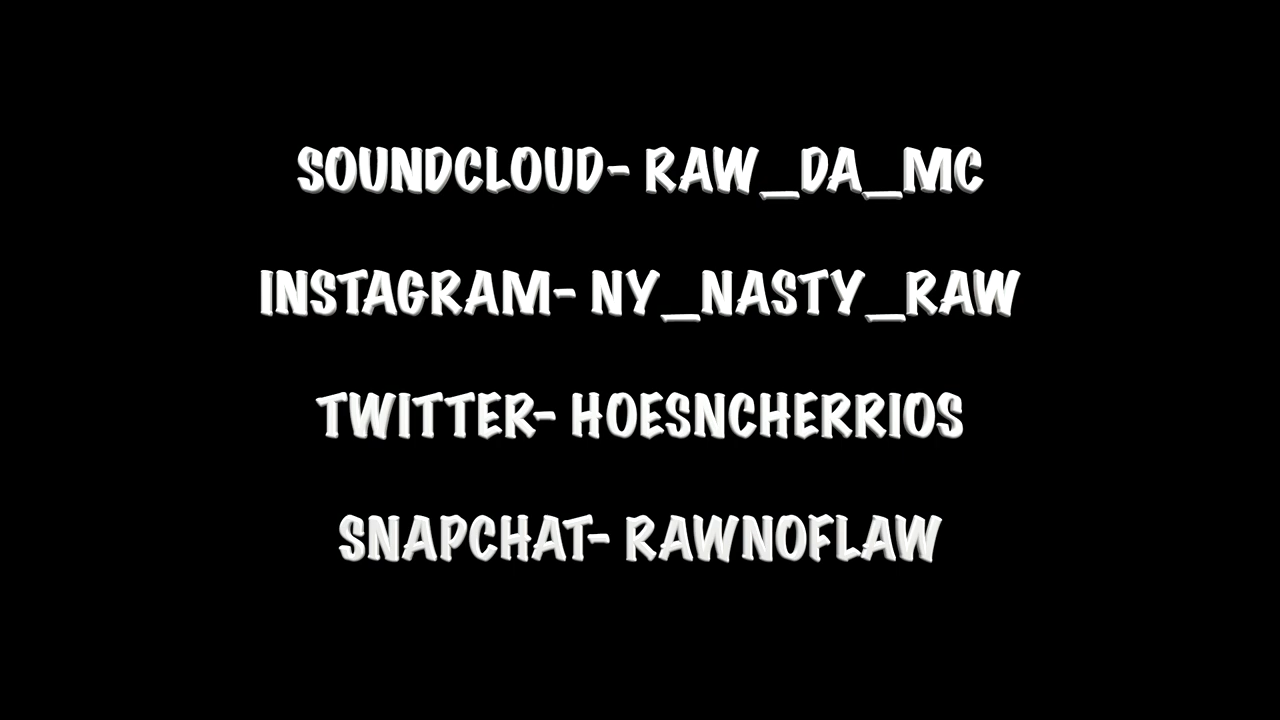 SOUNDCLOUD- RAW_DA_MC
INSTAGRAM- NY_NASTY_RAW
TWITTER- HOESNCHERRIOS
SNAPCHAT- RAWNOFLAW